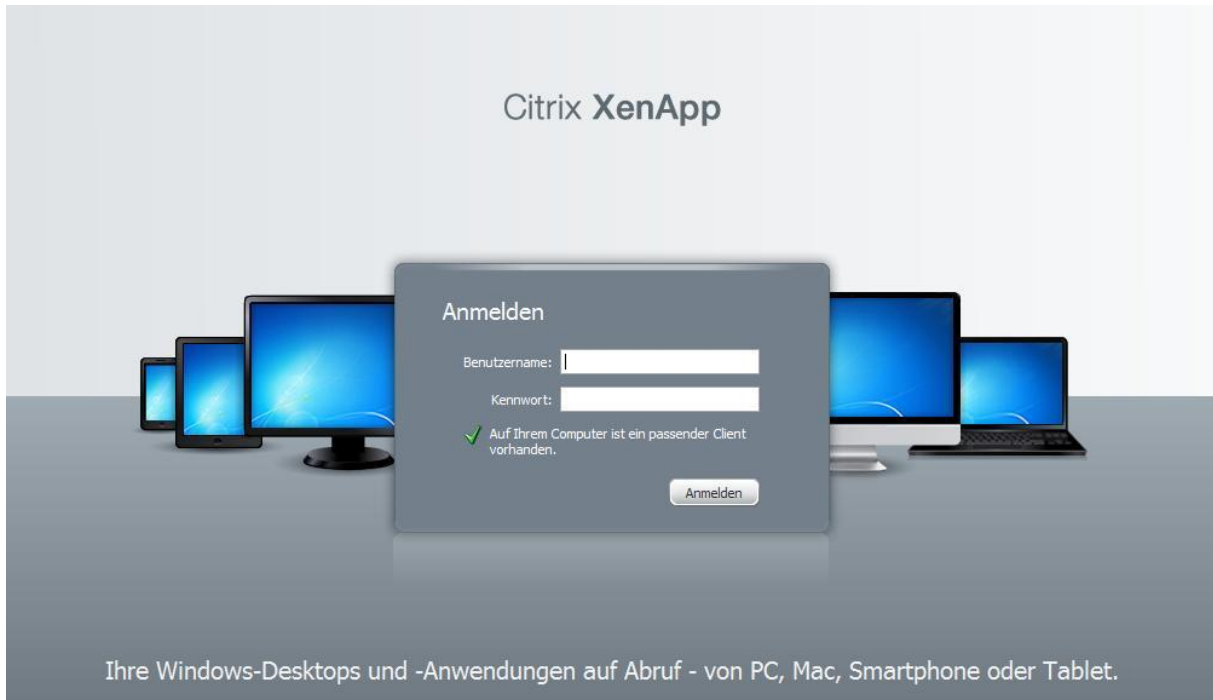 Citrix XenApp
Anmelden
Benutzername:
Kennwort:
Auf Ihrem Computer ist ein passender Client
vorhanden.
Anmelden
Ihre Windows-Desktops und -Anwendungen auf Abruf - von PC, Mac, Smartphone oder Tablet.